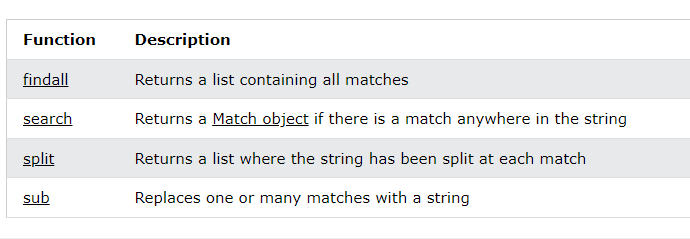 Function Description
findall Returns a list containing all matches
search Returns a Match object if there is a match anywhere in the string
split Returns a list where the string has been split at each match
sub Replaces one or many matches with a string